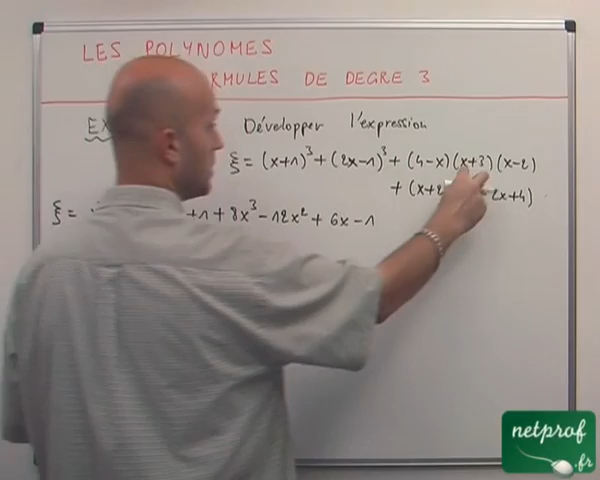 LES POLYNOMES
RMULES DE DEGRE 3
EX Développer l'expression
ξ = (x+1)³ + (2x-1)³ + (4-x)(x+3)(x-2)
+ (x+2 2x+4)
ξ = +1 + 8x³ - 12x² + 6x - 1
netprof
.fr